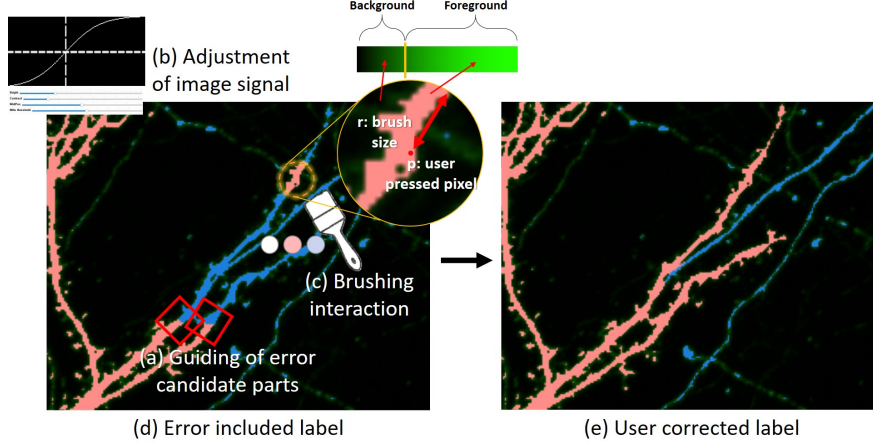 Background
Foreground
(b) Adjustment
of image signal
r: brush
size
p: user
pressed pixel
(c) Brushing
interaction
(a) Guiding of error
candidate parts
(d) Error included label
(e) User corrected label